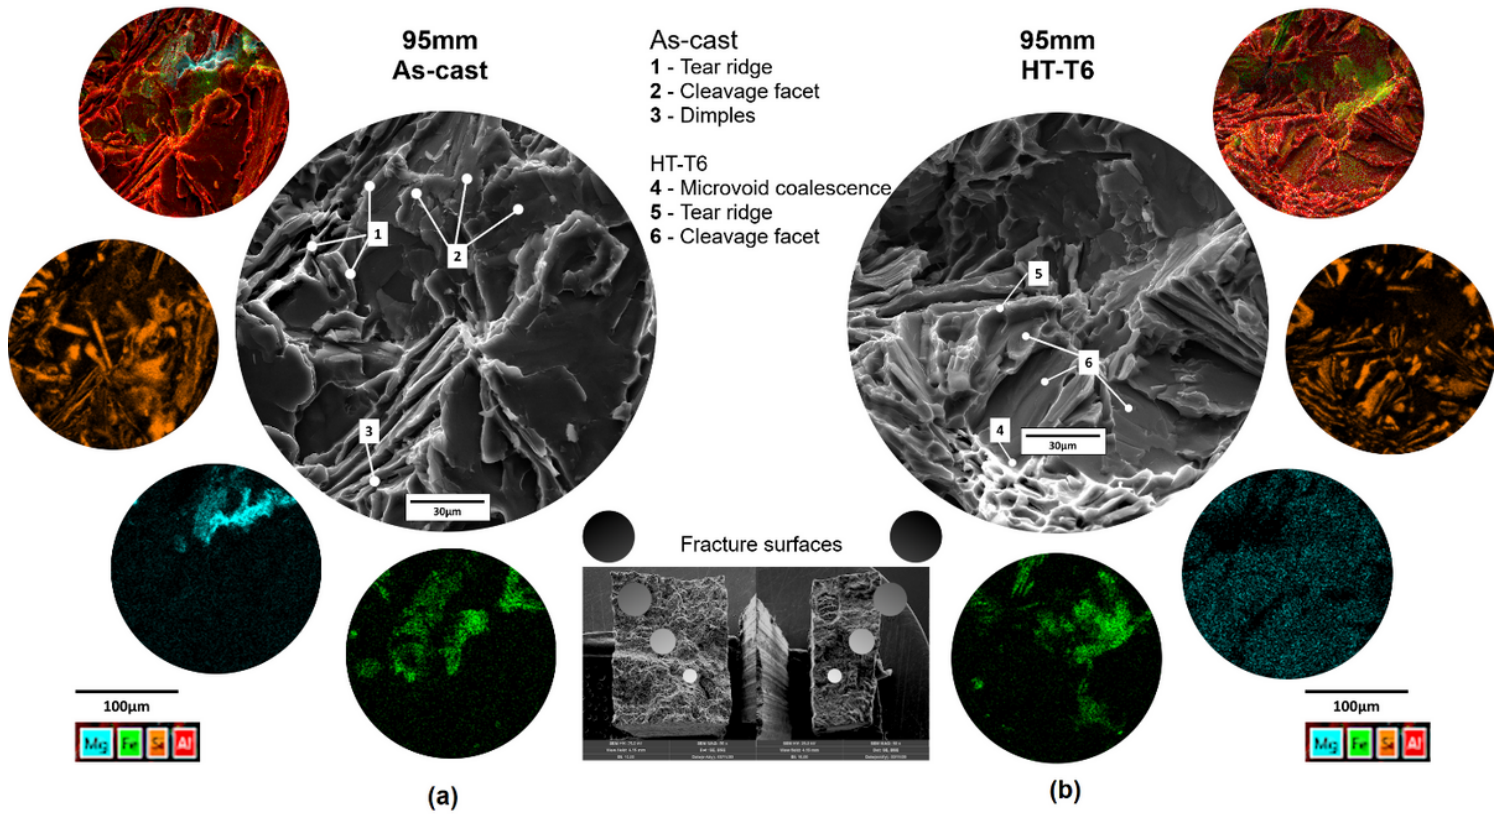 95mm
As-cast
As-cast
1 - Tear ridge
2 - Cleavage facet
3 - Dimples
HT-T6
4 - Microvoid coalescence
5 - Tear ridge
6 - Cleavage facet
95mm
HT-T6
1
2
3
30µm
5
6
4
30µm
Fracture surfaces
100µm
Mg Fe Si Al
100µm
Mg Fe Si Al
(a)
(b)